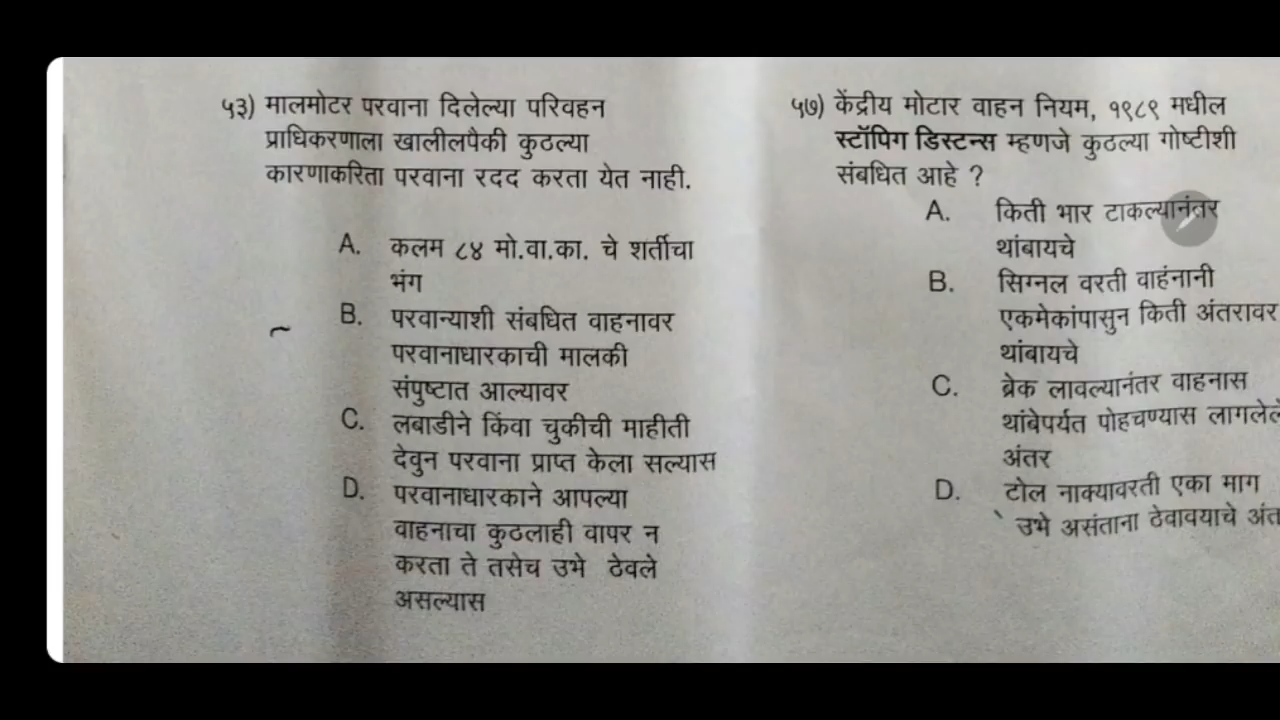 ५३) मालमोटर परवाना दिलेल्या परिवहन
प्राधिकरणाला खालीलपैकी कुठल्या
कारणाकरिता परवाना रदद करता येत नाही.
A. कलम ८४ मो.वा.का. चे शर्तीचा
भंग
B. परवान्याशी संबधित वाहनावर
परवानाधारकाची मालकी
संपुष्टात आल्यावर
C. लबाडीने किंवा चुकीची माहीती
देवुन परवाना प्राप्त केला सल्यास
D. परवानाधारकाने आपल्या
वाहनाचा कुठलाही वापर न
करता ते तसेच उभे ठेवले
असल्यास
५७) केंद्रीय मोटार वाहन नियम, १९८९ मधील
स्टॉपिग डिस्टन्स म्हणजे कुठल्या गोष्टीशी
संबधित आहे ?
A. किती भार टाकल्यानंतर
थांबायचे
B. सिग्नल वरती वाहंनानी
एकमेकांपासुन किती अंतरावर
थांबायचे
C. ब्रेक लावल्यानंतर वाहनास
थांबेपर्यत पोहचण्यास
अंतर
D. टोल नाक्यावरती एका माग
उभे असंताना ठेवावयाचे